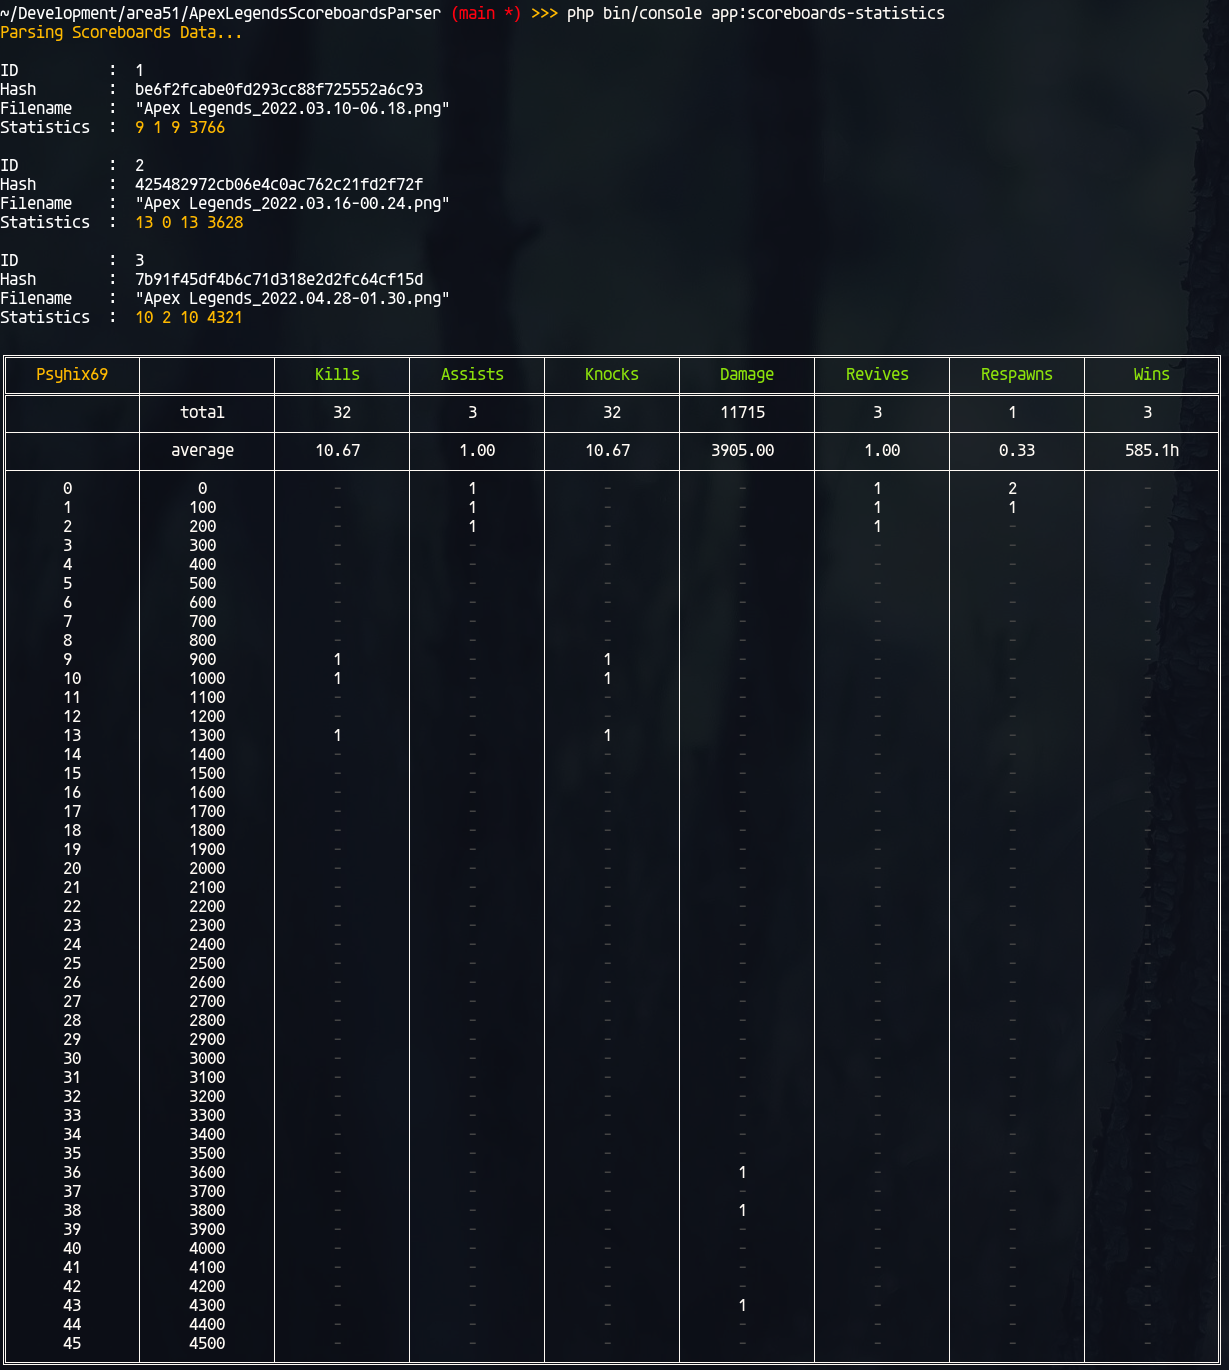 ~/Development/area51/ApexLegendsScoreboardsParser (main *) >>> php bin/console app:scoreboards-statistics
Parsing Scoreboards Data...
ID : 1
Hash : be6f2fcabe0fd293cc88f725552a6c93
Filename : "Apex Legends_2022.03.10-06.18.png"
Statistics : 9 1 9 3766
ID : 2
Hash : 425482972cb06e4c0ac762c21fd2f72f
Filename : "Apex Legends_2022.03.16-00.24.png"
Statistics : 13 0 13 3628
ID : 3
Hash : 7b91f45df4b6c71d318e2d2fc64cf15d
Filename : "Apex Legends_2022.04.28-01.30.png"
Statistics : 10 2 10 4321
Psyhix69 Kills Assists Knocks Damage Revives Respawns Wins
total 32 3 32 11715 3 1 3
average 10.67 1.00 10.67 3905.00 1.00 0.33 585.1h
0 0 - 1 - - 1 2 -
1 100 - 1 - - 1 1 -
2 200 - 1 - - 1 - -
3 300 - - - - - - -
4 400 - - - - - - -
5 500 - - - - - - -
6 600 - - - - - - -
7 700 - - - - - - -
8 800 - - - - - - -
9 900 1 - 1 - - - -
10 1000 1 - 1 - - - -
11 1100 - - - - - - -
12 1200 - - - - - - -
13 1300 1 - 1 - - - -
14 1400 - - - - - - -
15 1500 - - - - - - -
16 1600 - - - - - - -
17 1700 - - - - - - -
18 1800 - - - - - - -
19 1900 - - - - - - -
20 2000 - - - - - - -
21 2100 - - - - - - -
22 2200 - - - - - - -
23 2300 - - - - - - -
24 2400 - - - - - - -
25 2500 - - - - - - -
26 2600 - - - - - - -
27 2700 - - - - - - -
28 2800 - - - - - - -
29 2900 - - - - - - -
30 3000 - - - - - - -
31 3100 - - - - - - -
32 3200 - - - - - - -
33 3300 - - - - - - -
34 3400 - - - - - - -
35 3500 - - - - - - -
36 3600 - - - 1 - - -
37 3700 - - - - - - -
38 3800 - - - 1 - - -
39 3900 - - - - - - -
40 4000 - - - - - - -
41 4100 - - - - - - -
42 4200 - - - - - - -
43 4300 - - - 1 - - -
44 4400 - - - - - - -
45 4500 - - - - - - -